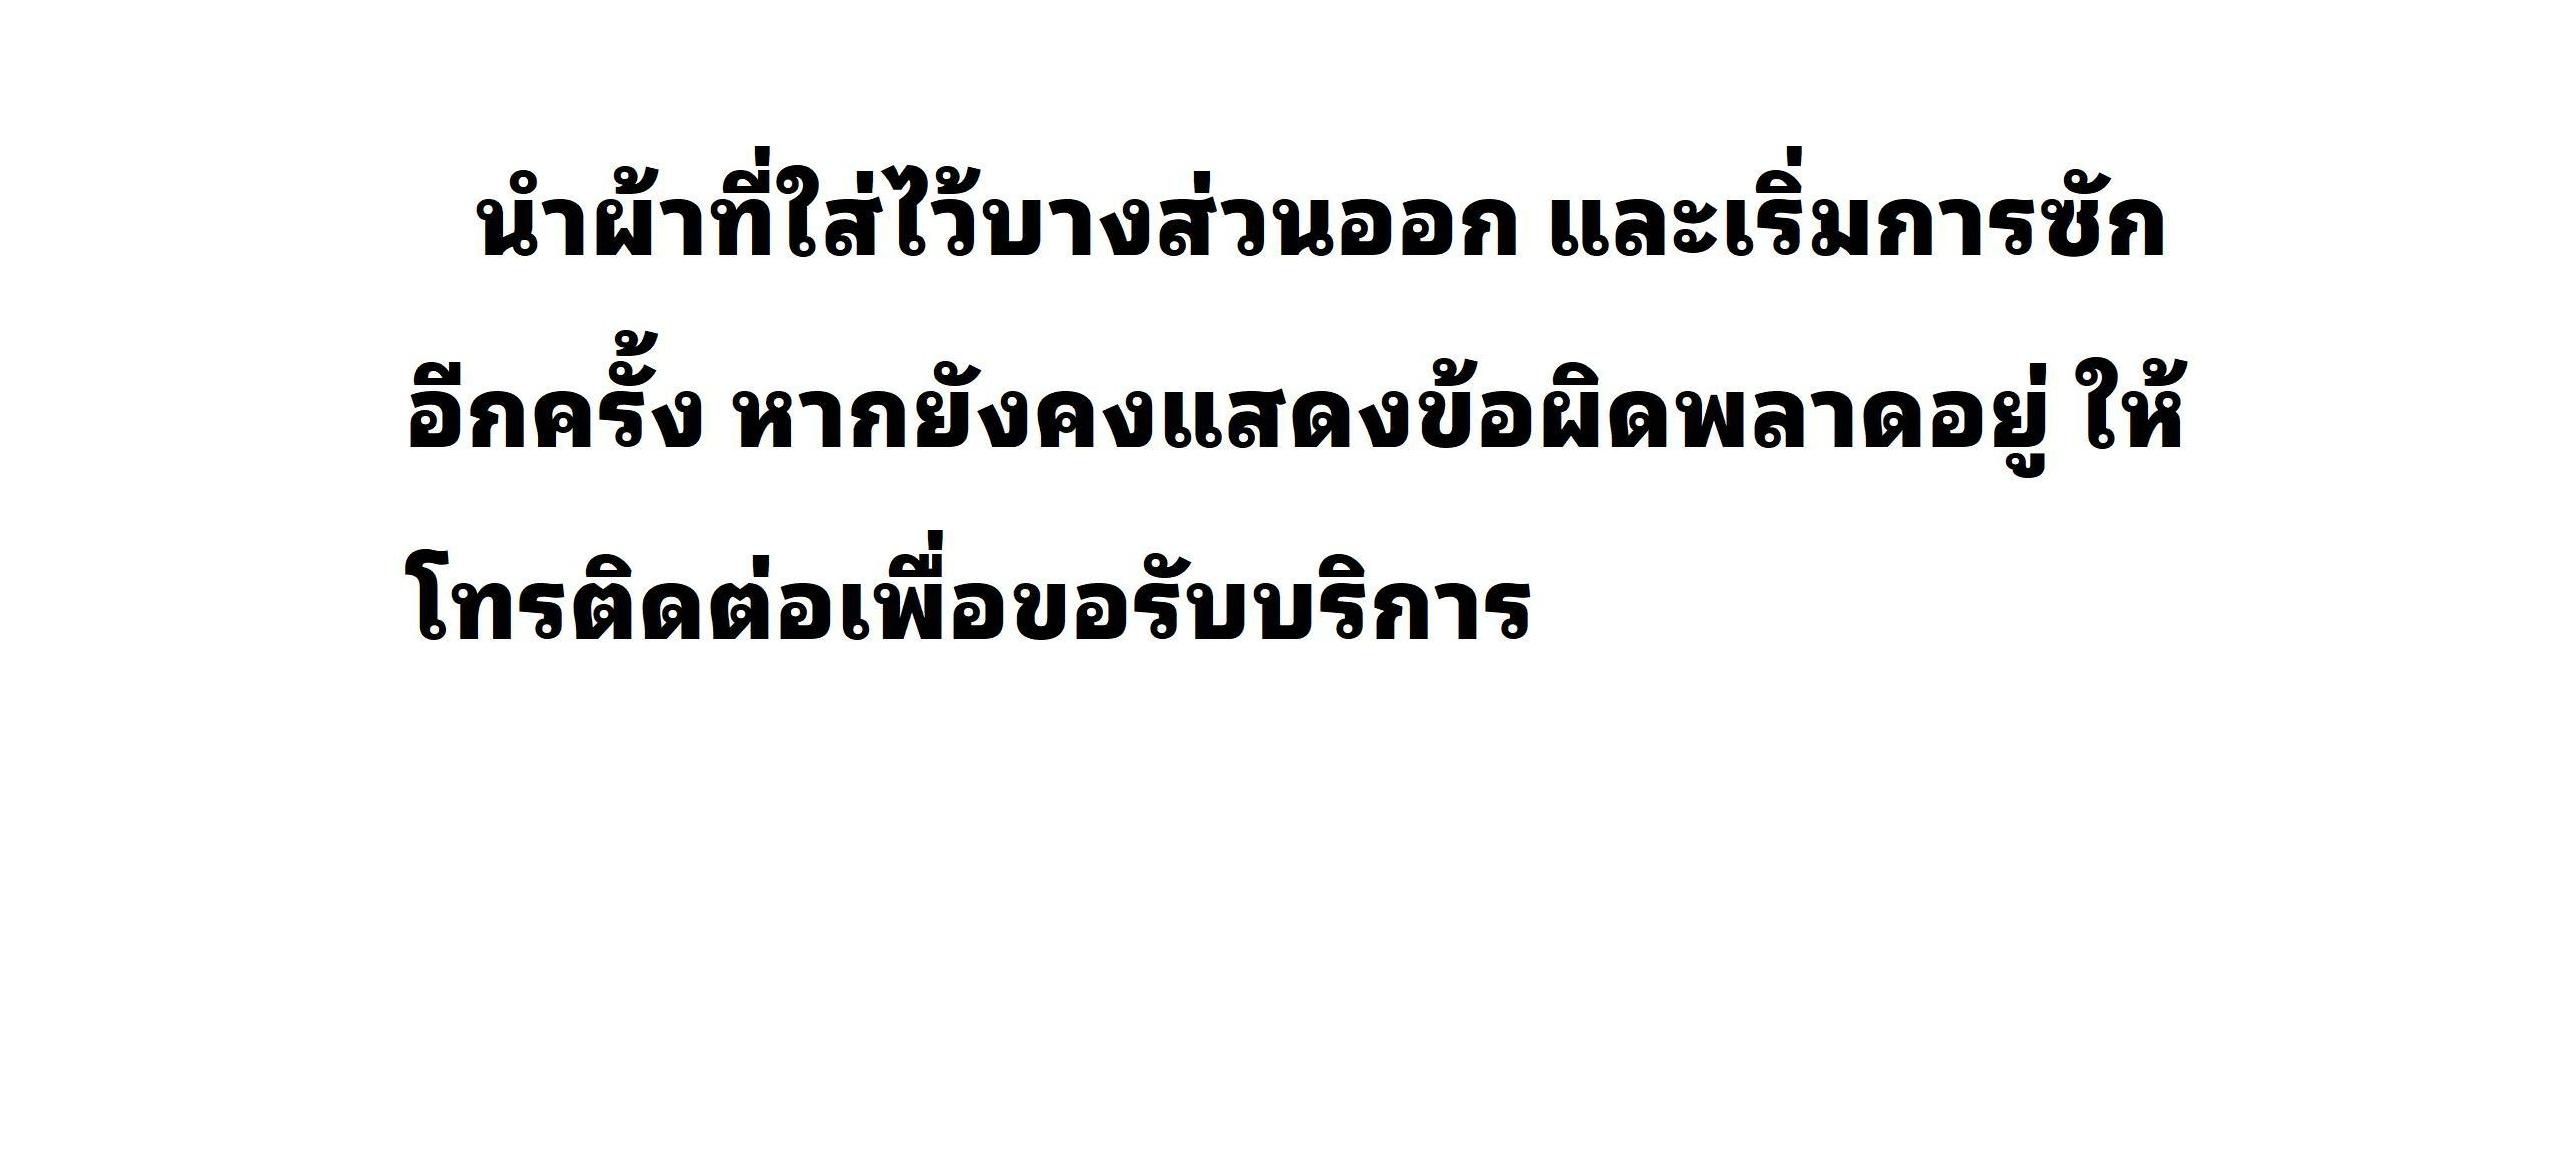 นำผ้าที่ใส่ไว้บางส่วนออก และเริ่มการซัก
อีกครั้ง หากยังคงแสดงข้อผิดพลาดอยู่ ให้
โทรติดต่อเพื่อขอรับบริการ